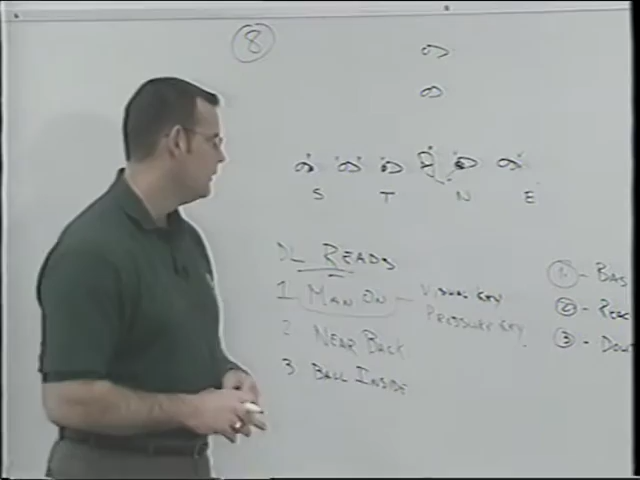 8
S T N E
DL READS
1 MAN ON - VISUAL KEY
PRESSURE KEY
2 NEAR BACK
3 BALL INSIDE
1 - BAS
2 - REAC
3 - DOW